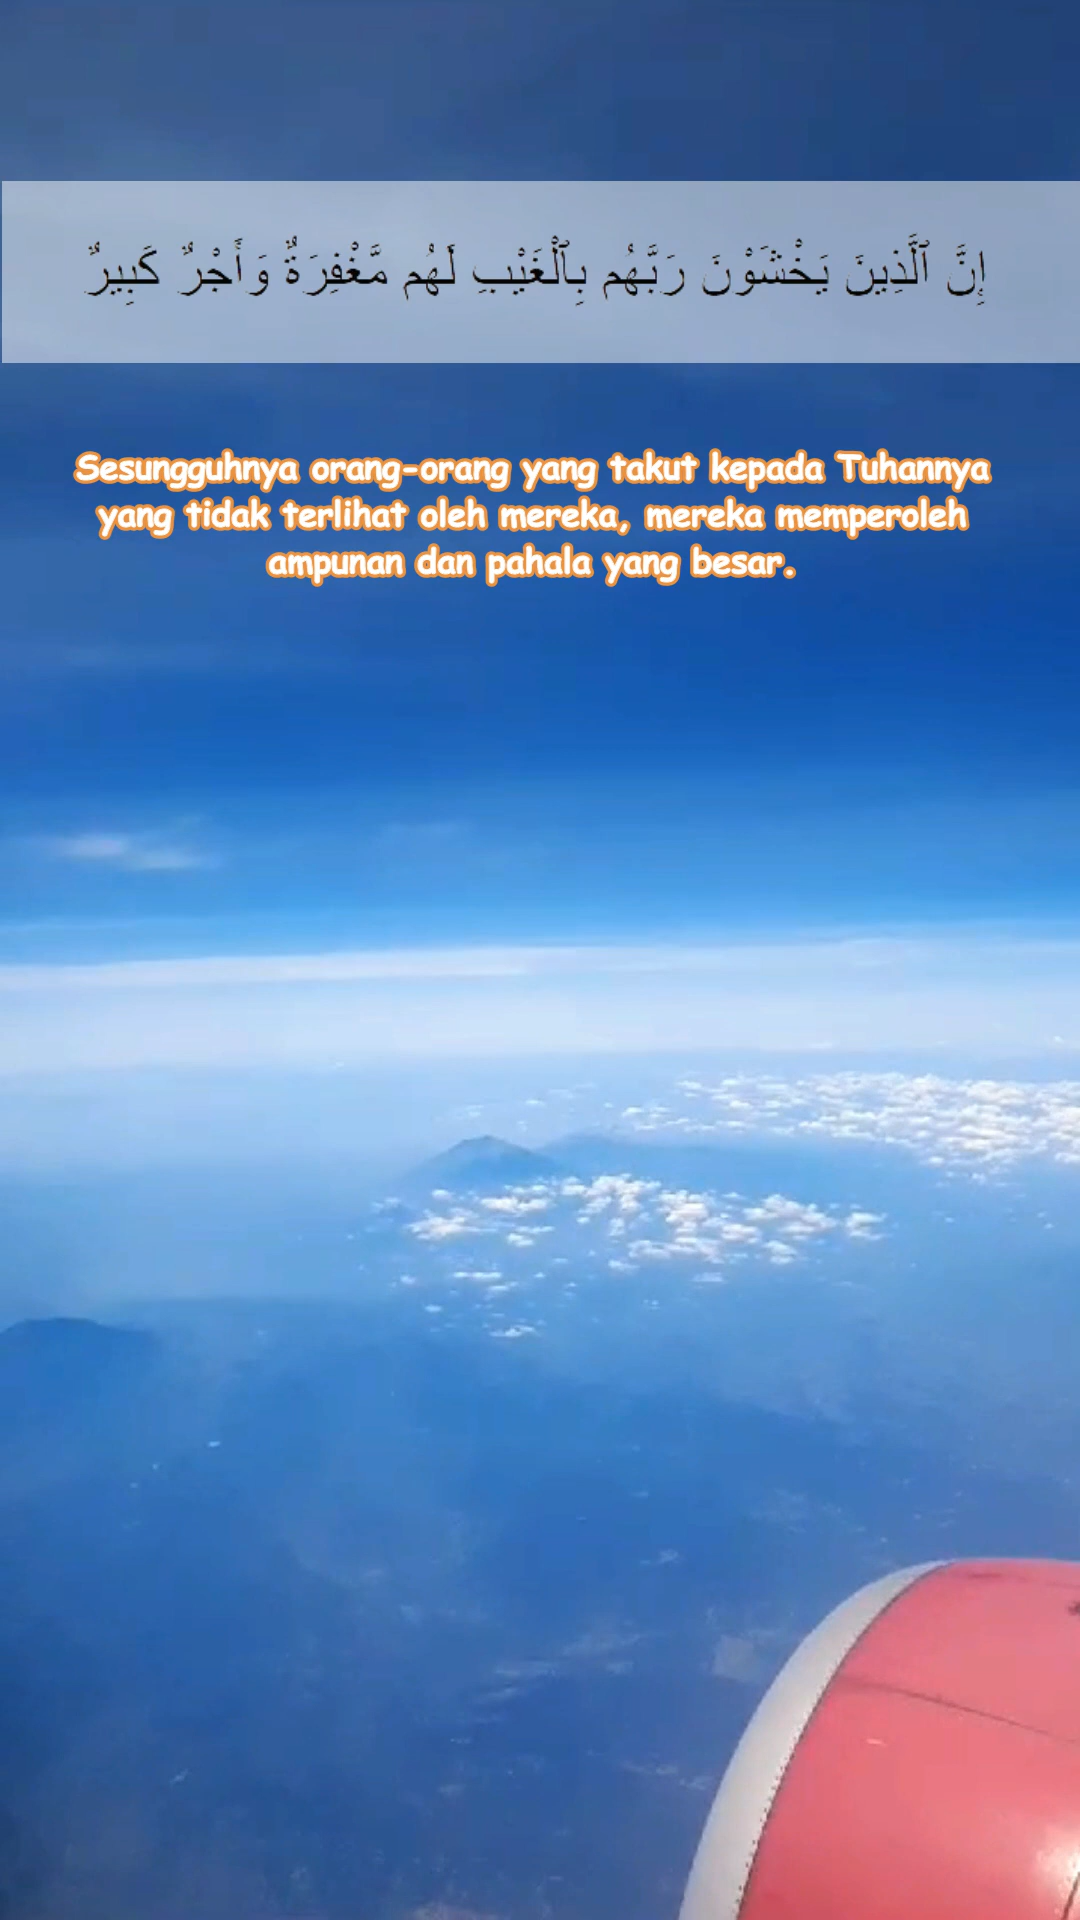 إِنَّ ٱلَّذِينَ يَخْشَوْنَ رَبَّهُم بِٱلْغَيْبِ لَهُم مَّغْفِرَةٌ وَأَجْرٌ كَبِيرٌ
Sesungguhnya orang-orang yang takut kepada Tuhannya
yang tidak terlihat oleh mereka, mereka memperoleh
ampunan dan pahala yang besar.